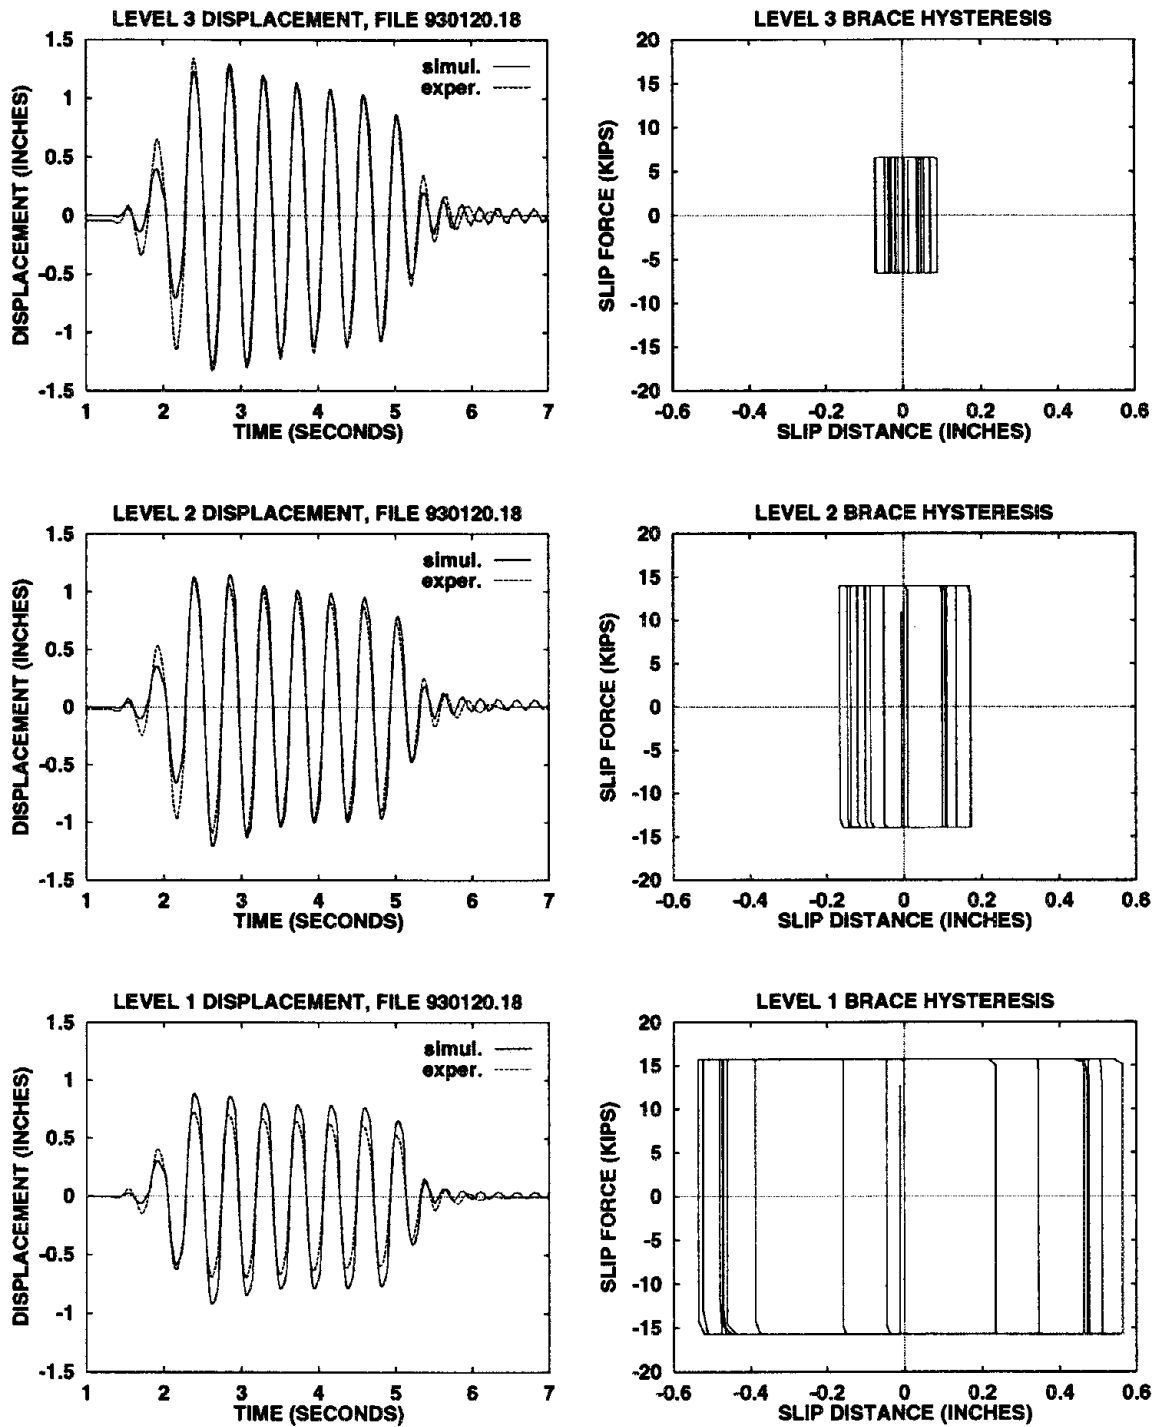 LEVEL 3 DISPLACEMENT, FILE 930120.18
1.5
1
0.5
0
-0.5
-1
-1.5
DISPLACEMENT (INCHES)
simul.
exper.
1 2 3 4 5 6 7
TIME (SECONDS)
LEVEL 3 BRACE HYSTERESIS
20
15
10
5
0
-5
-10
-15
-20
SLIP FORCE (KIPS)
-0.6 -0.4 -0.2 0 0.2 0.4 0.6
SLIP DISTANCE (INCHES)
LEVEL 2 DISPLACEMENT, FILE 930120.18
1.5
1
0.5
0
-0.5
-1
-1.5
DISPLACEMENT (INCHES)
simul.
exper.
1 2 3 4 5 6 7
TIME (SECONDS)
LEVEL 2 BRACE HYSTERESIS
20
15
10
5
0
-5
-10
-15
-20
SLIP FORCE (KIPS)
-0.6 -0.4 -0.2 0 0.2 0.4 0.6
SLIP DISTANCE (INCHES)
LEVEL 1 DISPLACEMENT, FILE 930120.18
1.5
1
0.5
0
-0.5
-1
-1.5
DISPLACEMENT (INCHES)
simul.
exper.
1 2 3 4 5 6 7
TIME (SECONDS)
LEVEL 1 BRACE HYSTERESIS
20
15
10
5
0
-5
-10
-15
-20
SLIP FORCE (KIPS)
-0.6 -0.4 -0.2 0 0.2 0.4 0.6
SLIP DISTANCE (INCHES)